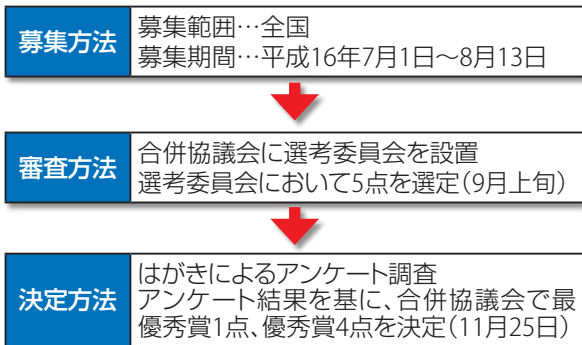 募集方法
募集範囲…全国
募集期間…平成16年7月1日～8月13日
審査方法
合併協議会に選考委員会を設置
選考委員会において5点を選定(9月上旬)
決定方法
はがきによるアンケート調査
アンケート結果を基に、合併協議会で最
優秀賞1点、優秀賞4点を決定(11月25日)